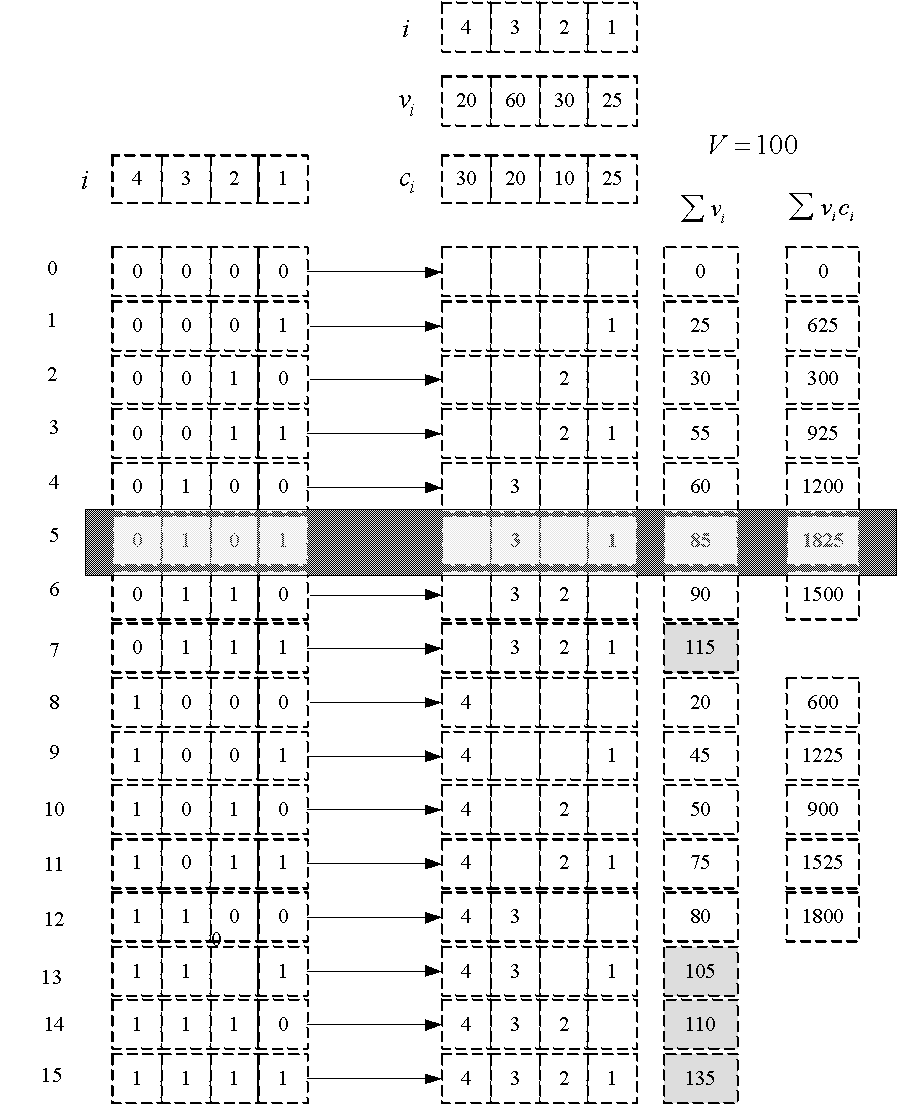 i 4 3 2 1
v_i 20 60 30 25
V = 100
i 4 3 2 1 c_i 30 20 10 25
∑ v_i ∑ v_i c_i
0 0 0 0 0 0 0
1 0 0 0 1 1 25 625
2 0 0 1 0 2 30 300
3 0 0 1 1 2 1 55 925
4 0 1 0 0 3 60 1200
5 0 1 0 1 3 1 85 1825
6 0 1 1 0 3 2 90 1500
7 0 1 1 1 3 2 1 115
8 1 0 0 0 4 20 600
9 1 0 0 1 4 1 45 1225
10 1 0 1 0 4 2 50 900
11 1 0 1 1 4 2 1 75 1525
12 1 1 0 0 4 3 80 1800
0
13 1 1 1 4 3 1 105
14 1 1 1 0 4 3 2 110
15 1 1 1 1 4 3 2 1 135